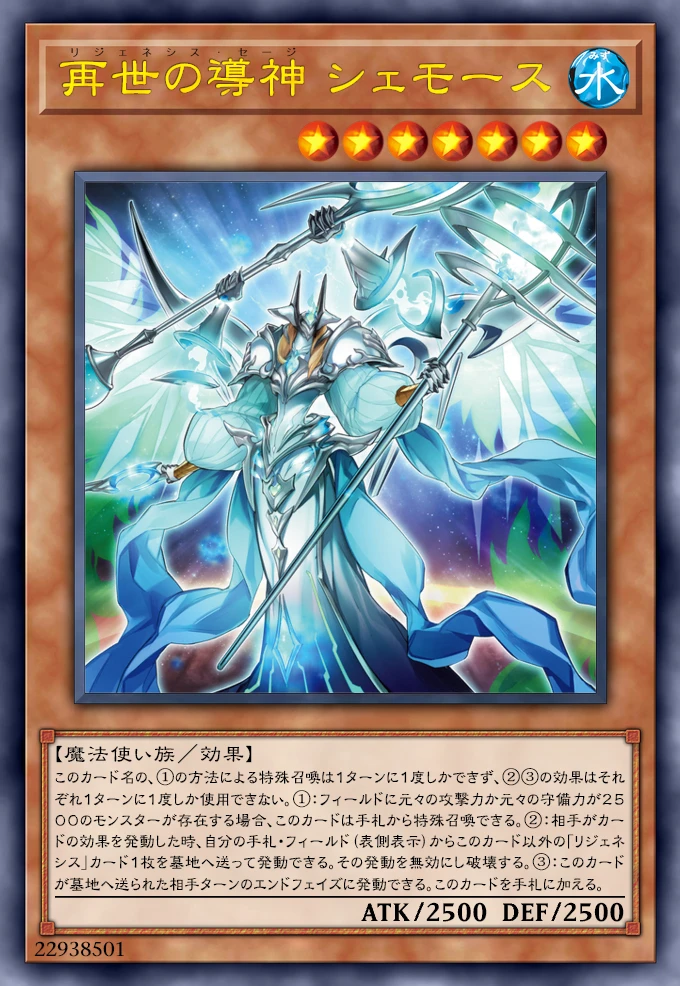 リジェネシス・セージ
再世の導神 シェモース
みず
水
【魔法使い族／効果】
このカード名の、①の方法による特殊召喚は1ターンに1度しかできず、②③の効果はそれ
ぞれ1ターンに1度しか使用できない。①:フィールドに元々の攻撃力か元々の守備力が25
00のモンスターが存在する場合、このカードは手札から特殊召喚できる。②:相手がカー
ドの効果を発動した時、自分の手札・フィールド(表側表示)からこのカード以外の「リジェネ
シス」カード1枚を墓地へ送って発動できる。その発動を無効にし破壊する。③:このカード
が墓地へ送られた相手ターンのエンドフェイズに発動できる。このカードを手札に加える。
ATK/2500 DEF/2500
22938501